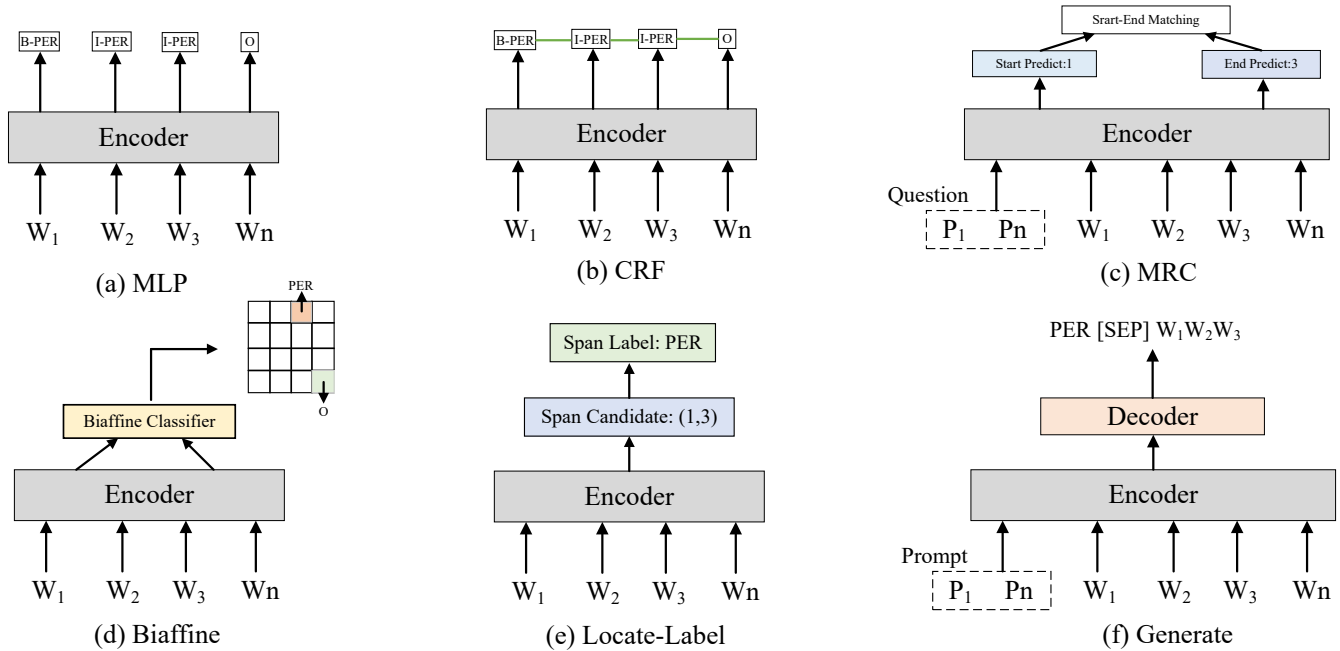 B-PER I-PER I-PER O
Encoder
W₁ W₂ W₃ Wn
(a) MLP
B-PER I-PER I-PER O
Encoder
W₁ W₂ W₃ Wn
(b) CRF
Srart-End Matching
Start Predict:1 End Predict:3
Encoder
Question
P₁ Pn W₁ W₂ W₃ Wn
(c) MRC
PER
O
Biaffine Classifier
Encoder
W₁ W₂ W₃ Wn
(d) Biaffine
Span Label: PER
Span Candidate: (1,3)
Encoder
W₁ W₂ W₃ Wn
(e) Locate-Label
PER [SEP] W₁W₂W₃
Decoder
Encoder
Prompt
P₁ Pn W₁ W₂ W₃ Wn
(f) Generate